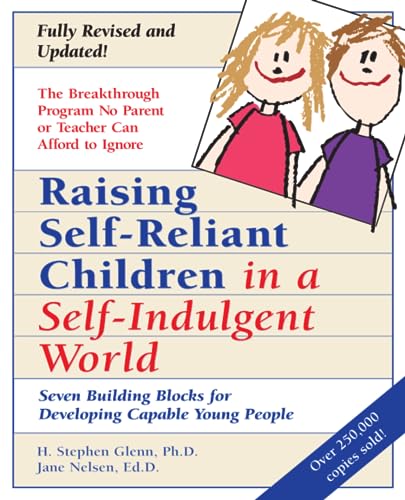 Fully Revised and
Updated!
The Breakthrough
Program No Parent
or Teacher Can
Afford to Ignore
Raising
Self-Reliant
Children in a
Self-Indulgent
World
Seven Building Blocks for
Developing Capable Young People
H. Stephen Glenn, Ph.D.
Jane Nelsen, Ed.D.
Over 250,000
copies sold!